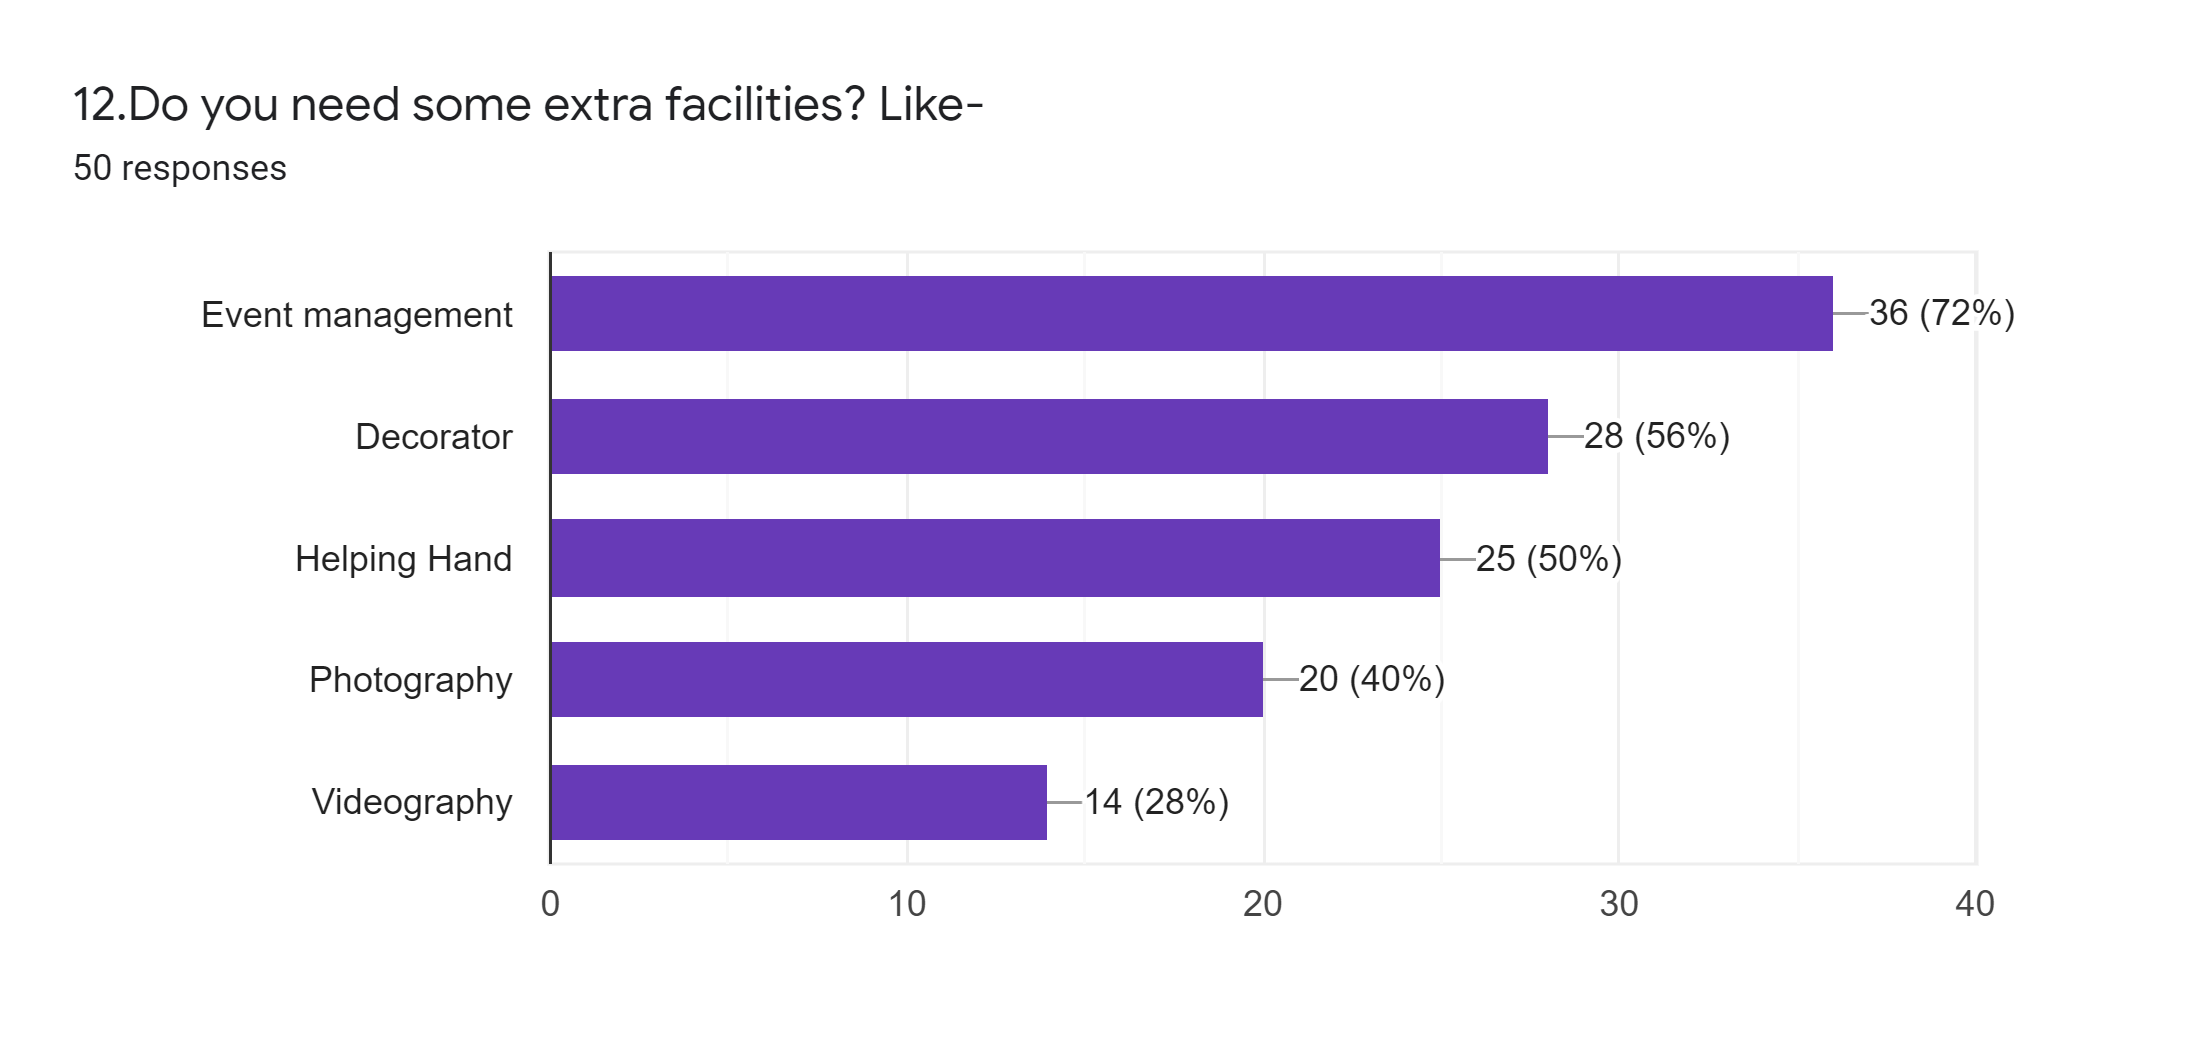 12.Do you need some extra facilities? Like-
50 responses
Event management
36 (72%)
Decorator
28 (56%)
Helping Hand
25 (50%)
Photography
20 (40%)
Videography
14 (28%)
0 10 20 30 40